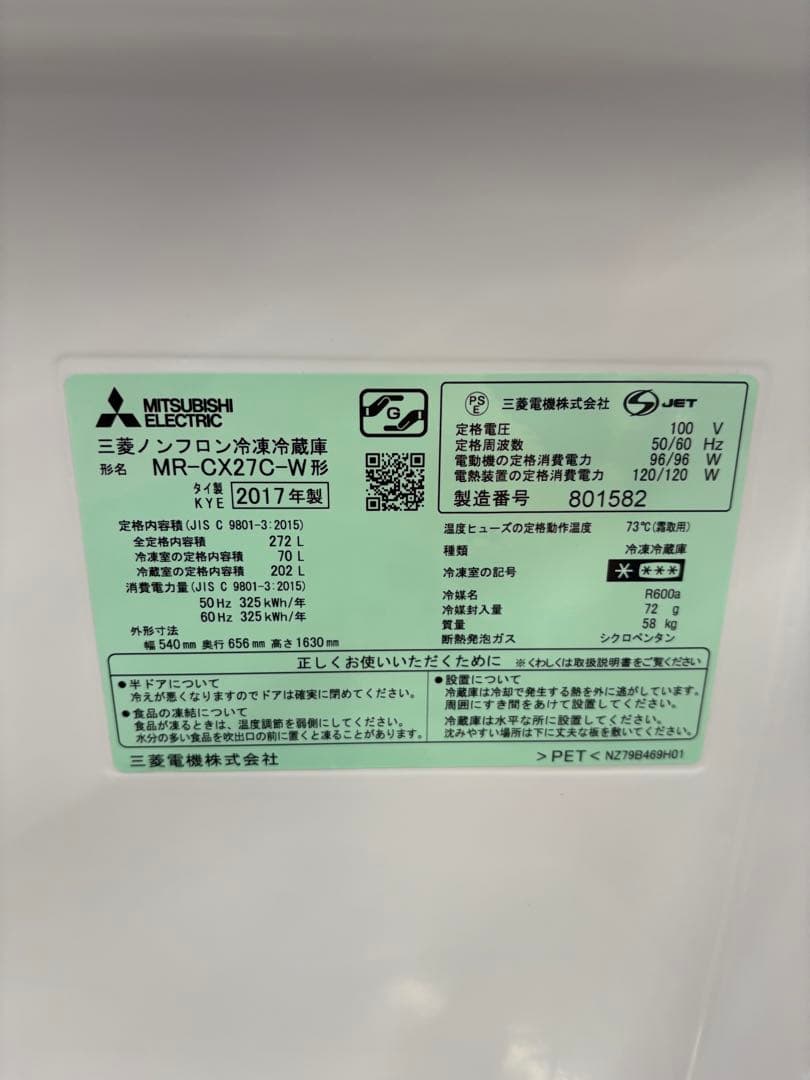 MITSUBISHI
ELECTRIC
三菱ノンフロン冷凍冷蔵庫
形名 MR-CX27C-W形
タイ製
KYE 2017年製
G
定格内容積(JIS C 9801-3:2015)
全定格内容積 272 L
冷凍室の定格内容積 70 L
冷蔵室の定格内容積 202 L
消費電力量(JIS C 9801-3:2015)
50Hz 325kWh/年
60Hz 325kWh/年
外形寸法
幅540mm 奥行656mm 高さ1630mm
PSE 三菱電機株式会社 JET
定格電圧 100 V
定格周波数 50/60 Hz
電動機の定格消費電力 96/96 W
電熱装置の定格消費電力 120/120 W
製造番号 801582
温度ヒューズの定格動作温度 73℃(霜取用)
種類 冷凍冷蔵庫
冷凍室の記号 * ***
冷媒名 R600a
冷媒封入量 72 g
質量 58 kg
断熱発泡ガス シクロペンタン
正しくお使いいただくために ※くわしくは取扱説明書をご覧ください
●半ドアについて
冷えが悪くなりますのでドアは確実に閉めてください。
●食品の凍結について
食品が凍るときは、温度調節を弱側にしてください。
水分の多い食品を吹出口の前に置くと凍ることがあります。
●設置について
冷蔵庫は冷却で発生する熱を外に逃がしています。
周囲にすき間をあけて設置してください。
冷蔵庫は水平な所に設置してください。
沈みやすい場所は下に丈夫な板を敷いてください。
三菱電機株式会社
>PET< NZ79B469H01